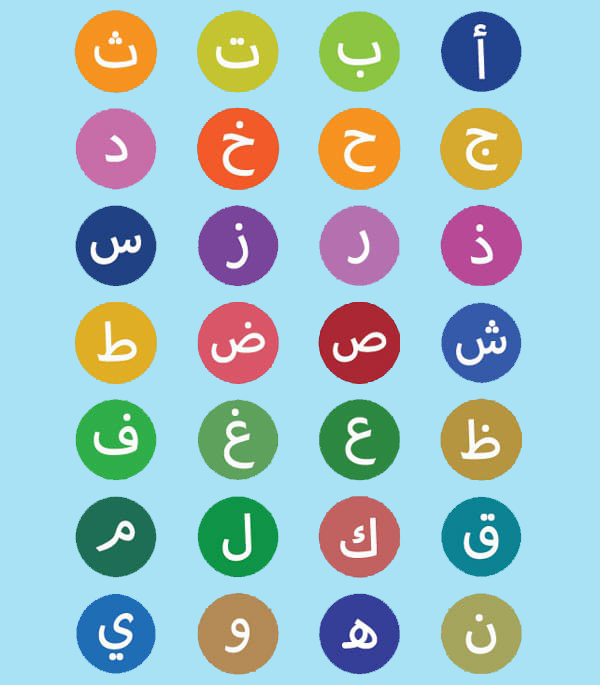 أ ب ت ث
ج ح خ د
ذ ر ز س
ش ص ض ط
ظ ع غ ف
ق ك ل م
ن ه و ي